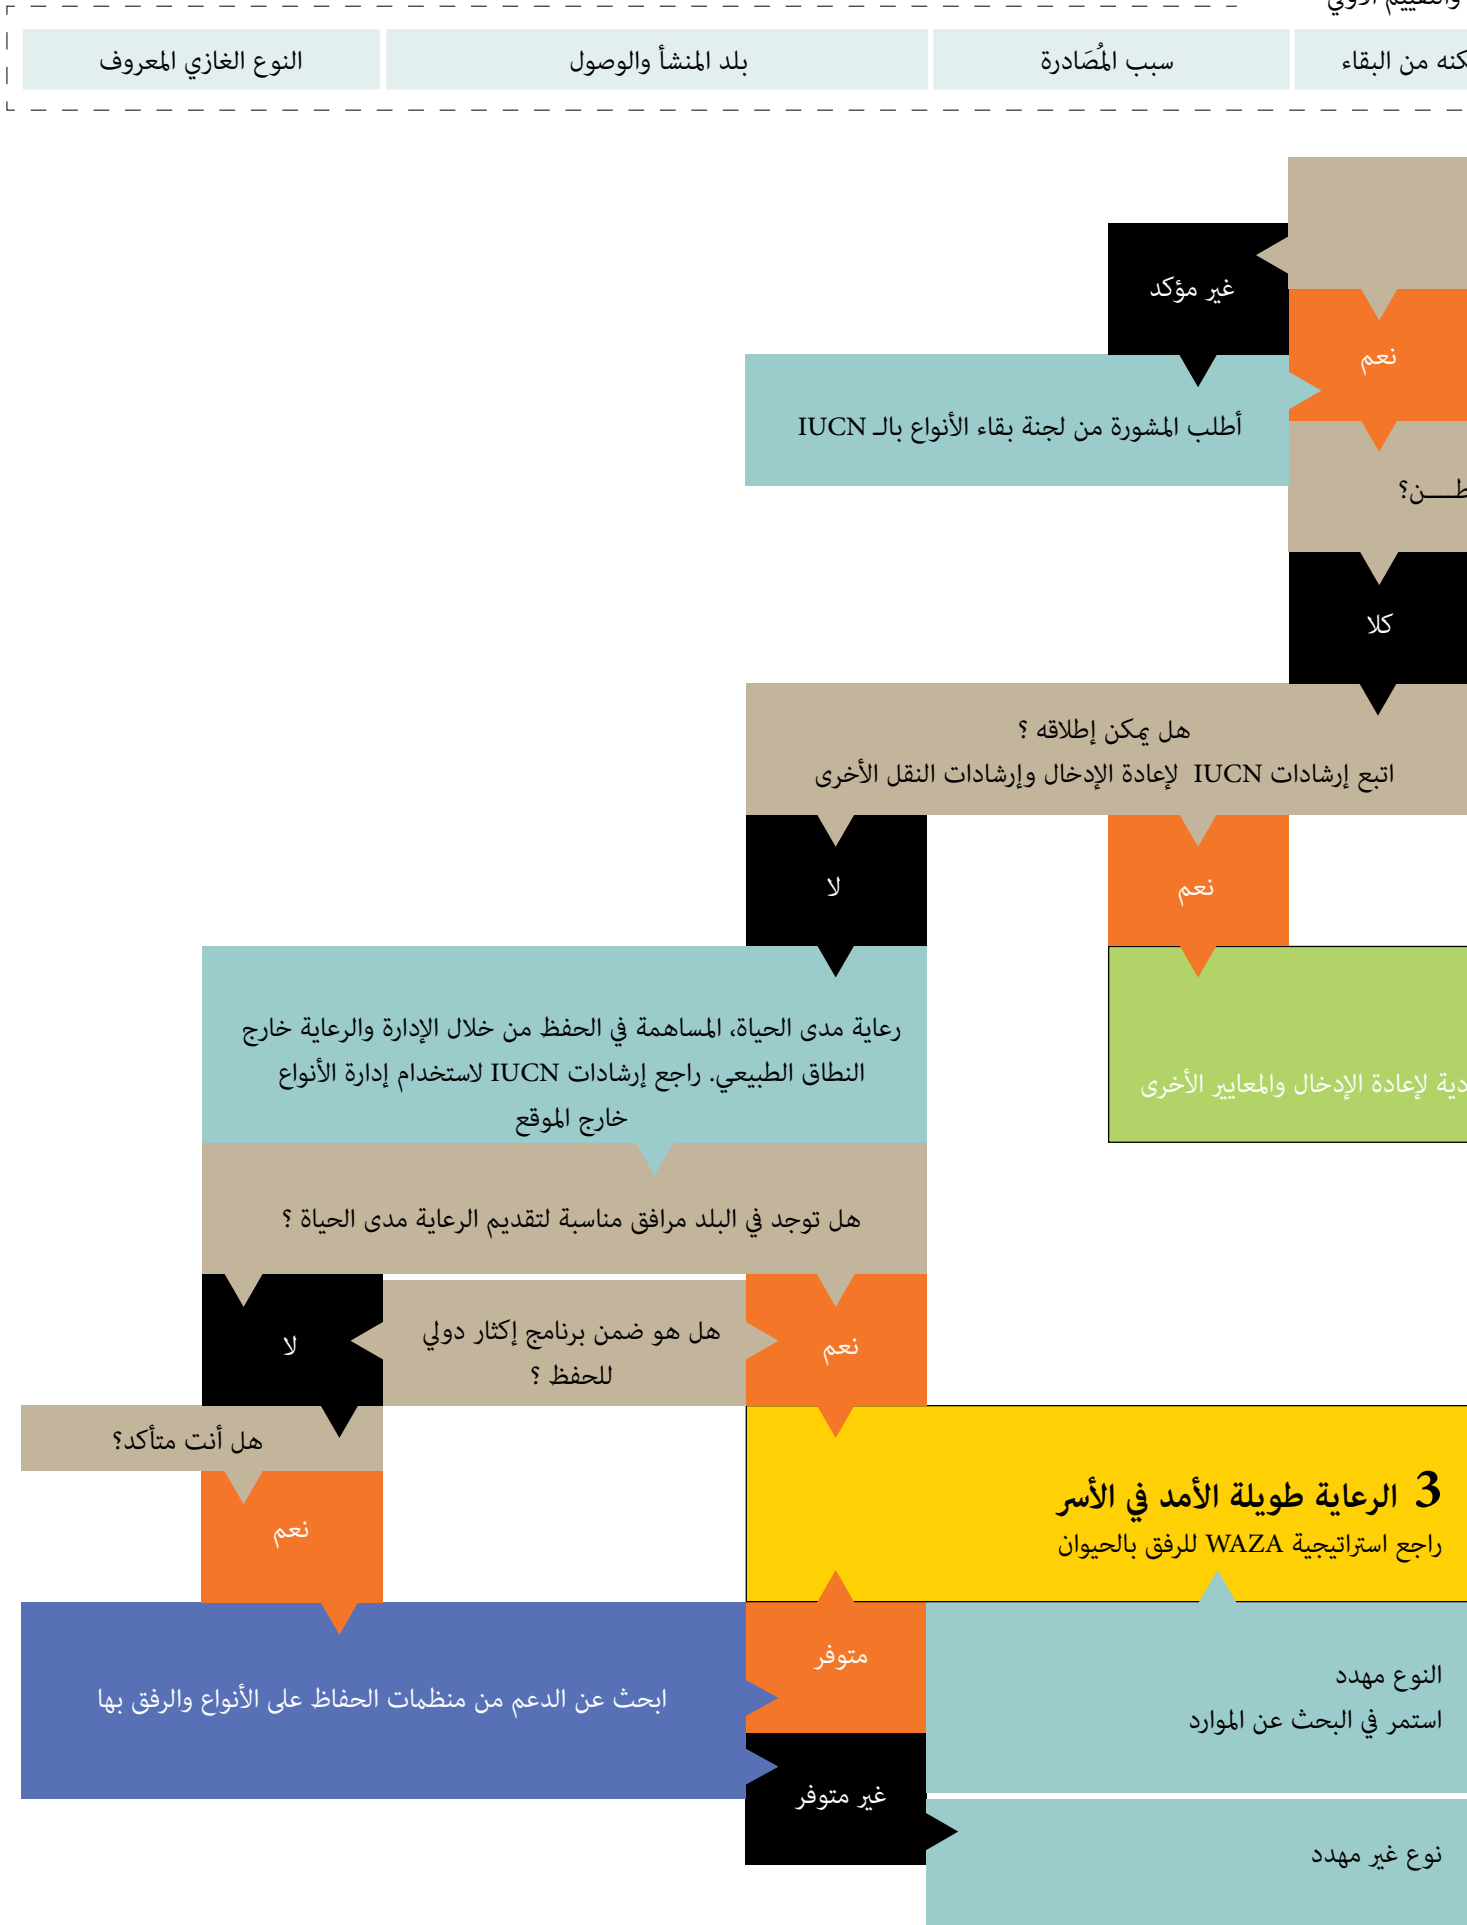 والتقييم الأولي
من البقاء
سبب المُصَادرة
بلد المنشأ والوصول
النوع الغازي المعروف
غير مؤكد
نعم
أطلب المشورة من لجنة بقاء الأنواع بالـ IUCN
كلا
هل يمكن إطلاقه ؟
اتبع إرشادات IUCN لإعادة الإدخال وإرشادات النقل الأخرى
نعم
لا
لإعادة الإدخال والمعايير الأخرى
رعاية مدى الحياة، المساهمة في الحفظ من خلال الإدارة والرعاية خارج
النطاق الطبيعي. راجع إرشادات IUCN لاستخدام إدارة الأنواع
خارج الموقع
هل توجد في البلد مرافق مناسبة لتقديم الرعاية مدى الحياة ؟
نعم
هل هو ضمن برنامج إكثار دولي
للحفظ ؟
لا
هل أنت متأكد؟
نعم
3 الرعاية طويلة الأمد في الأسر
راجع استراتيجية WAZA للرفق بالحيوان
ابحث عن الدعم من منظمات الحفاظ على الأنواع والرفق بها
متوفر
غير متوفر
النوع مهدد
استمر في البحث عن الموارد
نوع غير مهدد